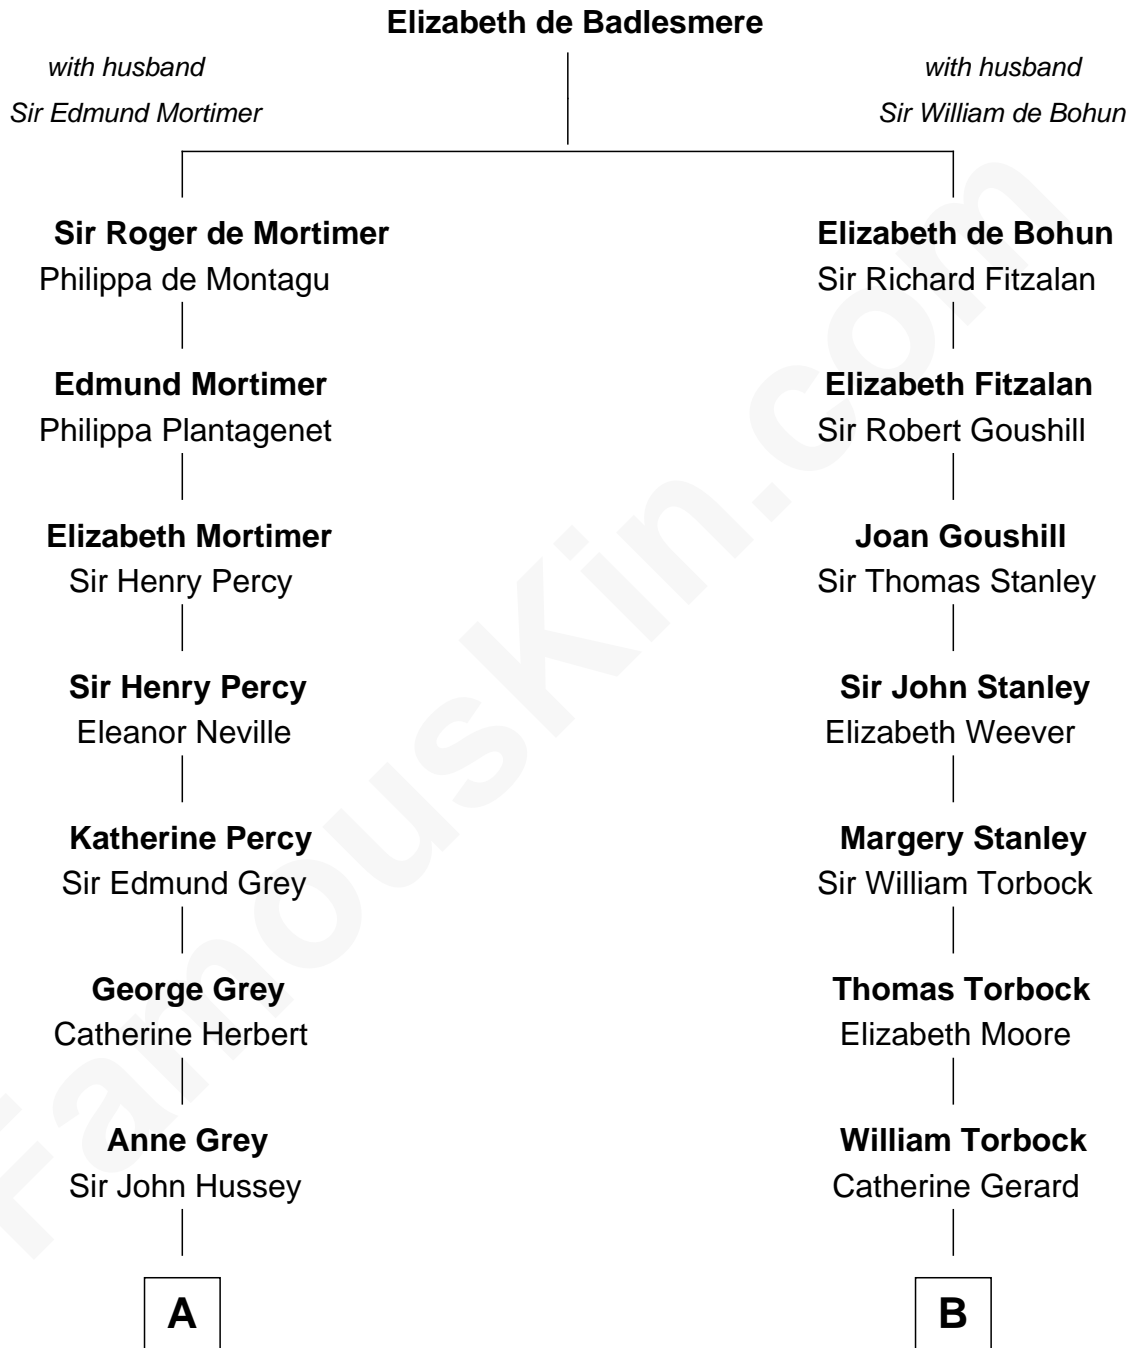 Elizabeth de Badlesmere
with husband
Sir Edmund Mortimer
with husband
Sir William de Bohun
Sir Roger de Mortimer
Philippa de Montagu
Elizabeth de Bohun
Sir Richard Fitzalan
Edmund Mortimer
Philippa Plantagenet
Elizabeth Fitzalan
Sir Robert Goushill
Elizabeth Mortimer
Sir Henry Percy
Joan Goushill
Sir Thomas Stanley
Sir Henry Percy
Eleanor Neville
Sir John Stanley
Elizabeth Weever
Katherine Percy
Sir Edmund Grey
Margery Stanley
Sir William Torbock
George Grey
Catherine Herbert
Thomas Torbock
Elizabeth Moore
Anne Grey
Sir John Hussey
William Torbock
Catherine Gerard
A
B
FamousKin.com